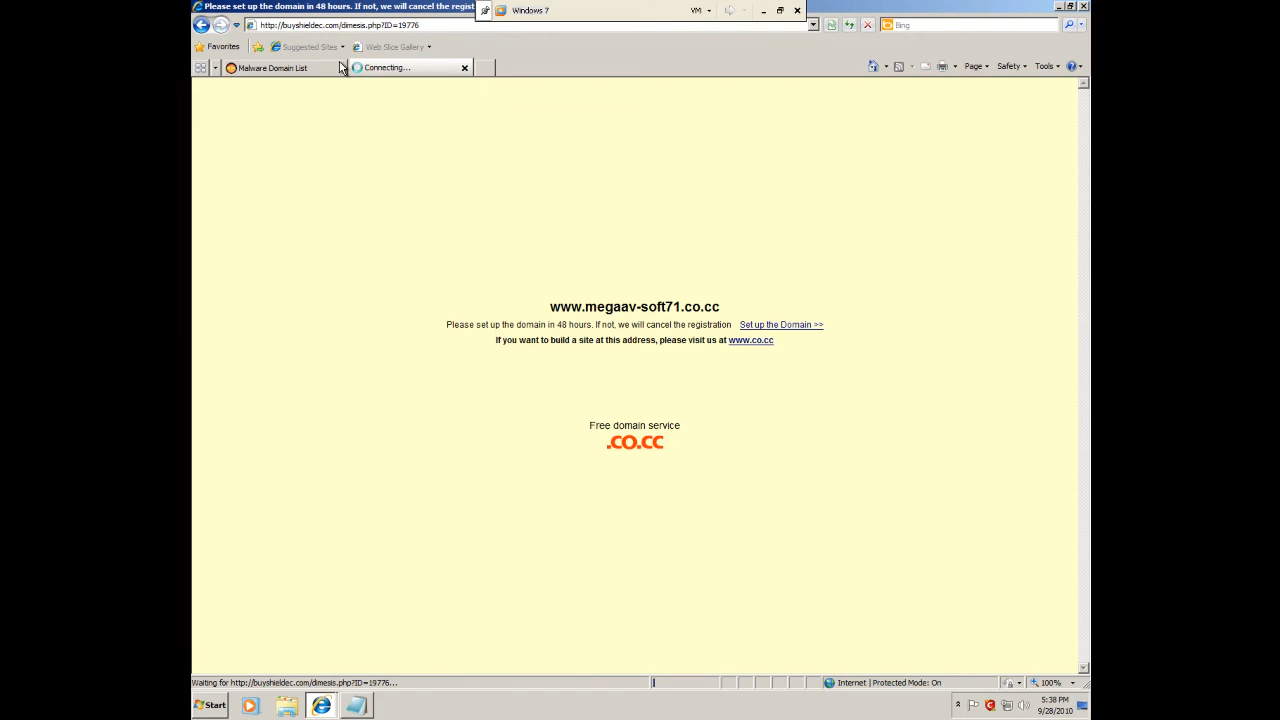 Please set up the domain in 48 hours. If not, we will cancel the regist
Windows 7
VM
http://buyshieldec.com/dimesis.php?ID=19776
Bing
Favorites
Suggested Sites
Web Slice Gallery
Malware Domain List
Connecting...
Page
Safety
Tools
www.megaav-soft71.co.cc
Please set up the domain in 48 hours. If not, we will cancel the registration Set up the Domain >>
If you want to build a site at this address, please visit us at www.co.cc
Free domain service
.co.cc
Waiting for http://buyshieldec.com/dimesis.php?ID=19776...
Internet | Protected Mode: On
100%
Start
5:38 PM
9/28/2010